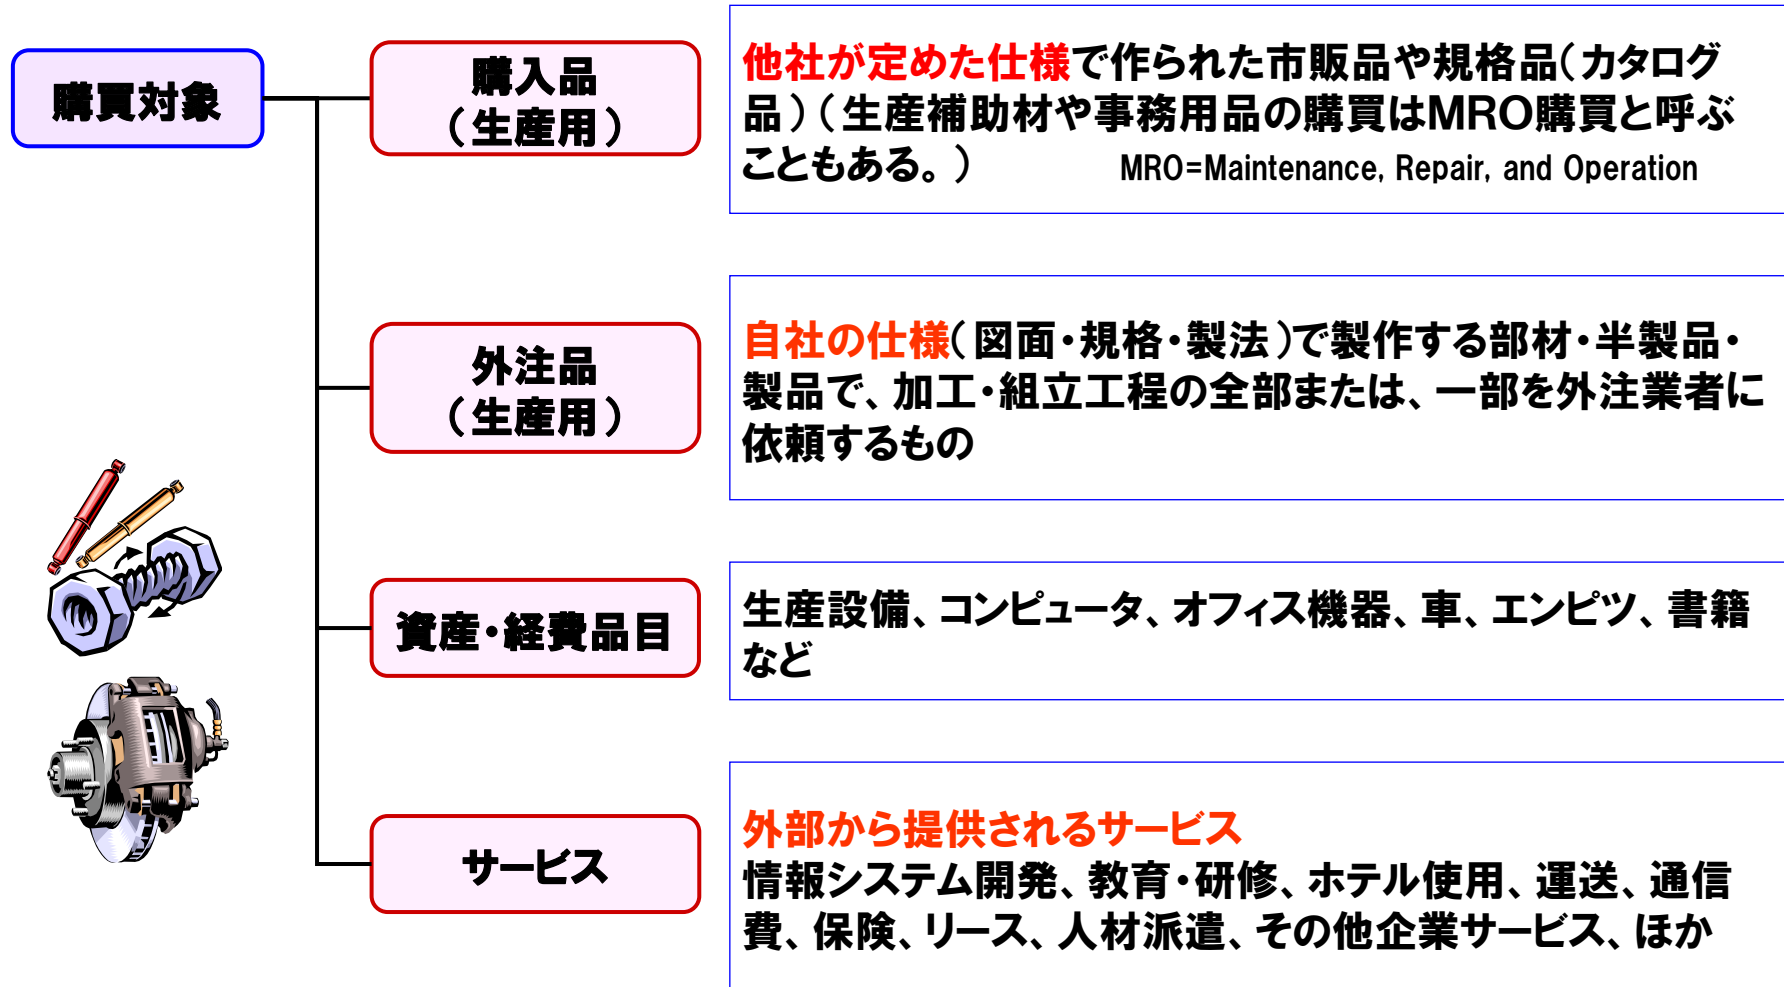 購買対象
購入品
（生産用）
他社が定めた仕様で作られた市販品や規格品（カタログ
品）（生産補助材や事務用品の購買はMRO購買と呼ぶ
こともある。）　MRO=Maintenance, Repair, and Operation
外注品
（生産用）
自社の仕様（図面・規格・製法）で製作する部材・半製品・
製品で、加工・組立工程の全部または、一部を外注業者に
依頼するもの
資産・経費品目
生産設備、コンピュータ、オフィス機器、車、エンピツ、書籍
など
サービス
外部から提供されるサービス
情報システム開発、教育・研修、ホテル使用、運送、通信
費、保険、リース、人材派遣、その他企業サービス、ほか